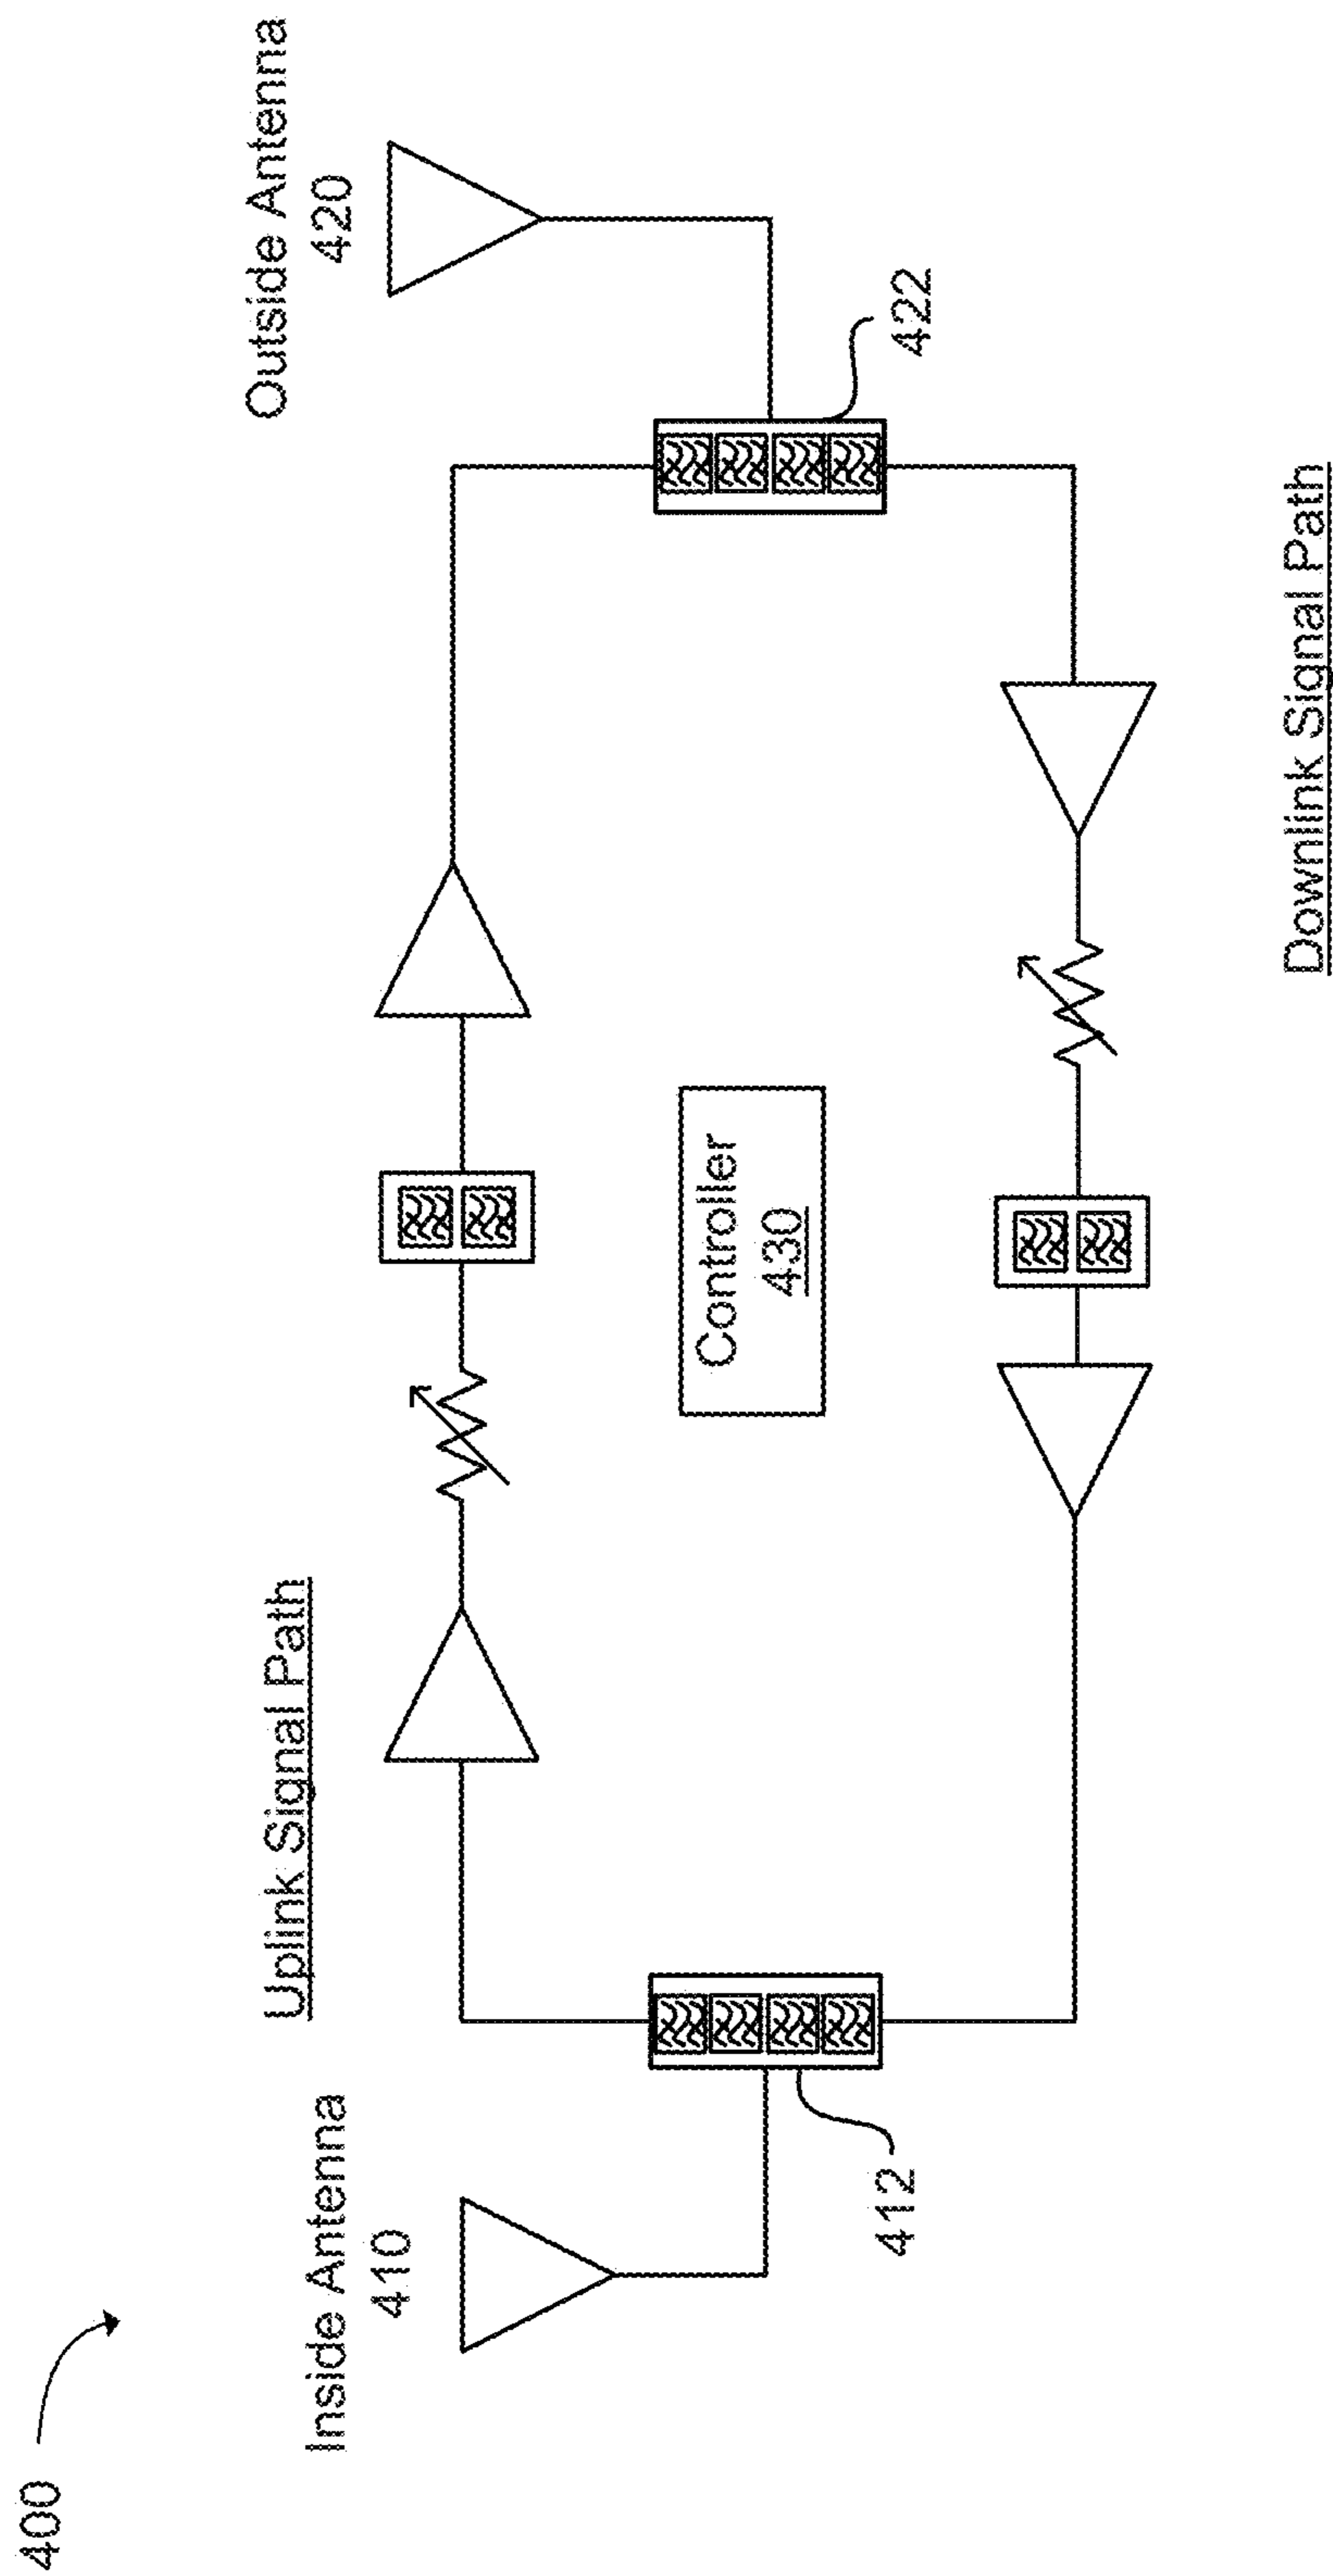 400
Outside Antenna
420
Inside Antenna
410
Uplink Signal Path
422
412
Controller
430
Downlink Signal Path